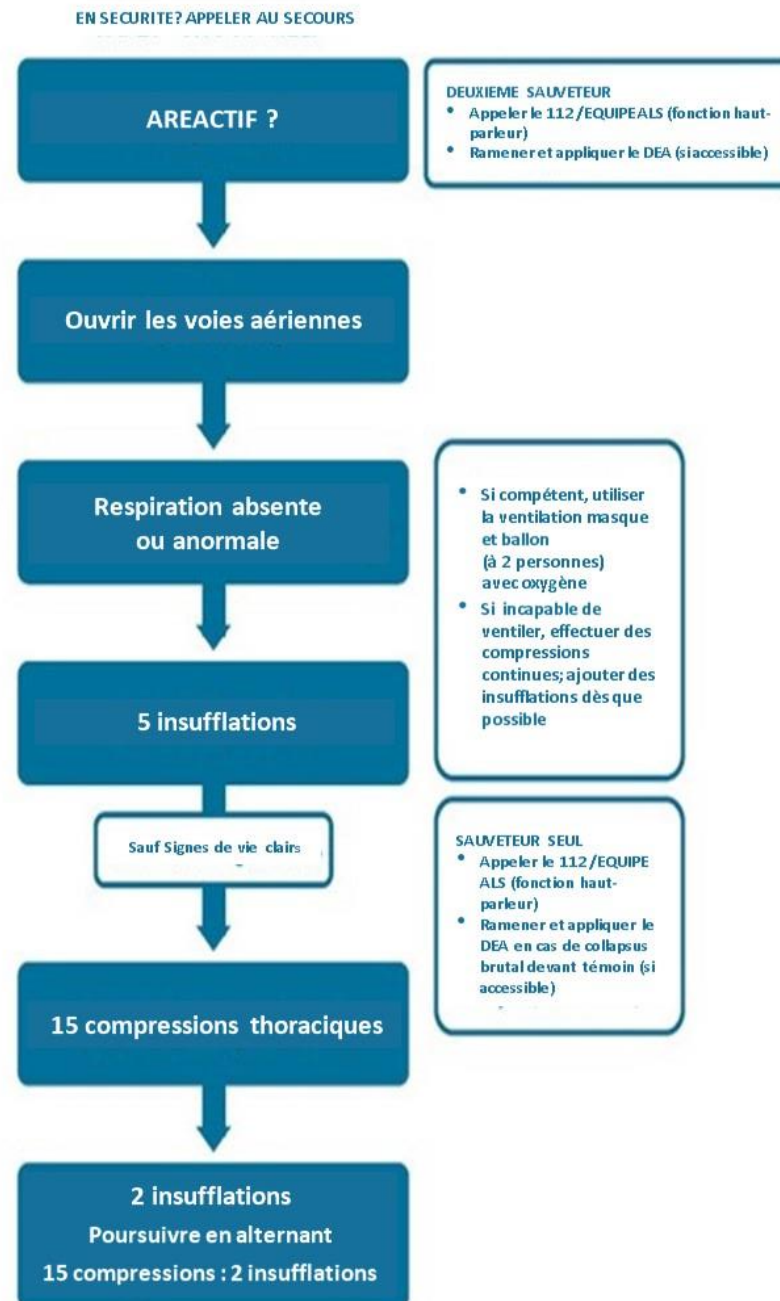 EN SECURITE? APPELER AU SECOURS
AREACTIF ?
DEUXIEME SAUVETEUR
• Appeler le 112/EQUIPE ALS (fonction haut-
parleur)
• Ramener et appliquer le DEA (si accessible)
Ouvrir les voies aériennes
Respiration absente
ou anormale
• Si compétent, utiliser
la ventilation masque
et ballon
(à 2 personnes)
avec oxygène
• Si incapable de
ventiler, effectuer des
compressions
continues; ajouter des
insufflations dès que
possible
5 insufflations
Sauf Signes de vie clairs
SAUVETEUR SEUL
• Appeler le 112/EQUIPE
ALS (fonction haut-
parleur)
• Ramener et appliquer le
DEA en cas de collapsus
brutal devant témoin (si
accessible)
15 compressions thoraciques
2 insufflations
Poursuivre en alternant
15 compressions : 2 insufflations